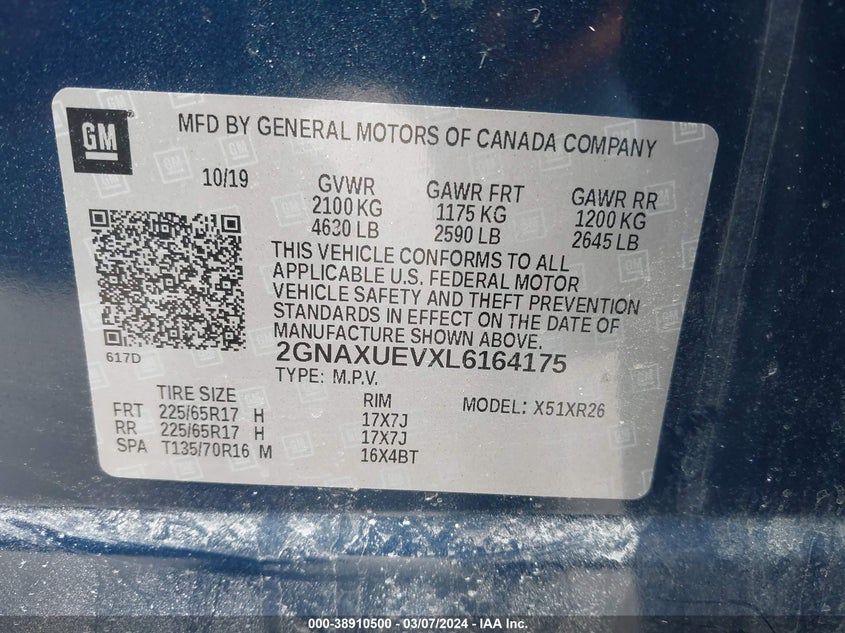 GM
MFD BY GENERAL MOTORS OF CANADA COMPANY
10/19 GVWR GAWR FRT GAWR RR
2100 KG 1175 KG 1200 KG
4630 LB 2590 LB 2645 LB
THIS VEHICLE CONFORMS TO ALL
APPLICABLE U.S. FEDERAL MOTOR
VEHICLE SAFETY AND THEFT PREVENTION
STANDARDS IN EFFECT ON THE DATE OF
MANUFACTURE SHOWN ABOVE.
617D
2GNAXUEVXL6164175
TYPE: M.P.V.
TIRE SIZE RIM MODEL: X51XR26
FRT 225/65R17 H 17X7J
RR 225/65R17 H 17X7J
SPA T135/70R16 M 16X4BT
000-38910500 - 03/07/2024 - IAA Inc.